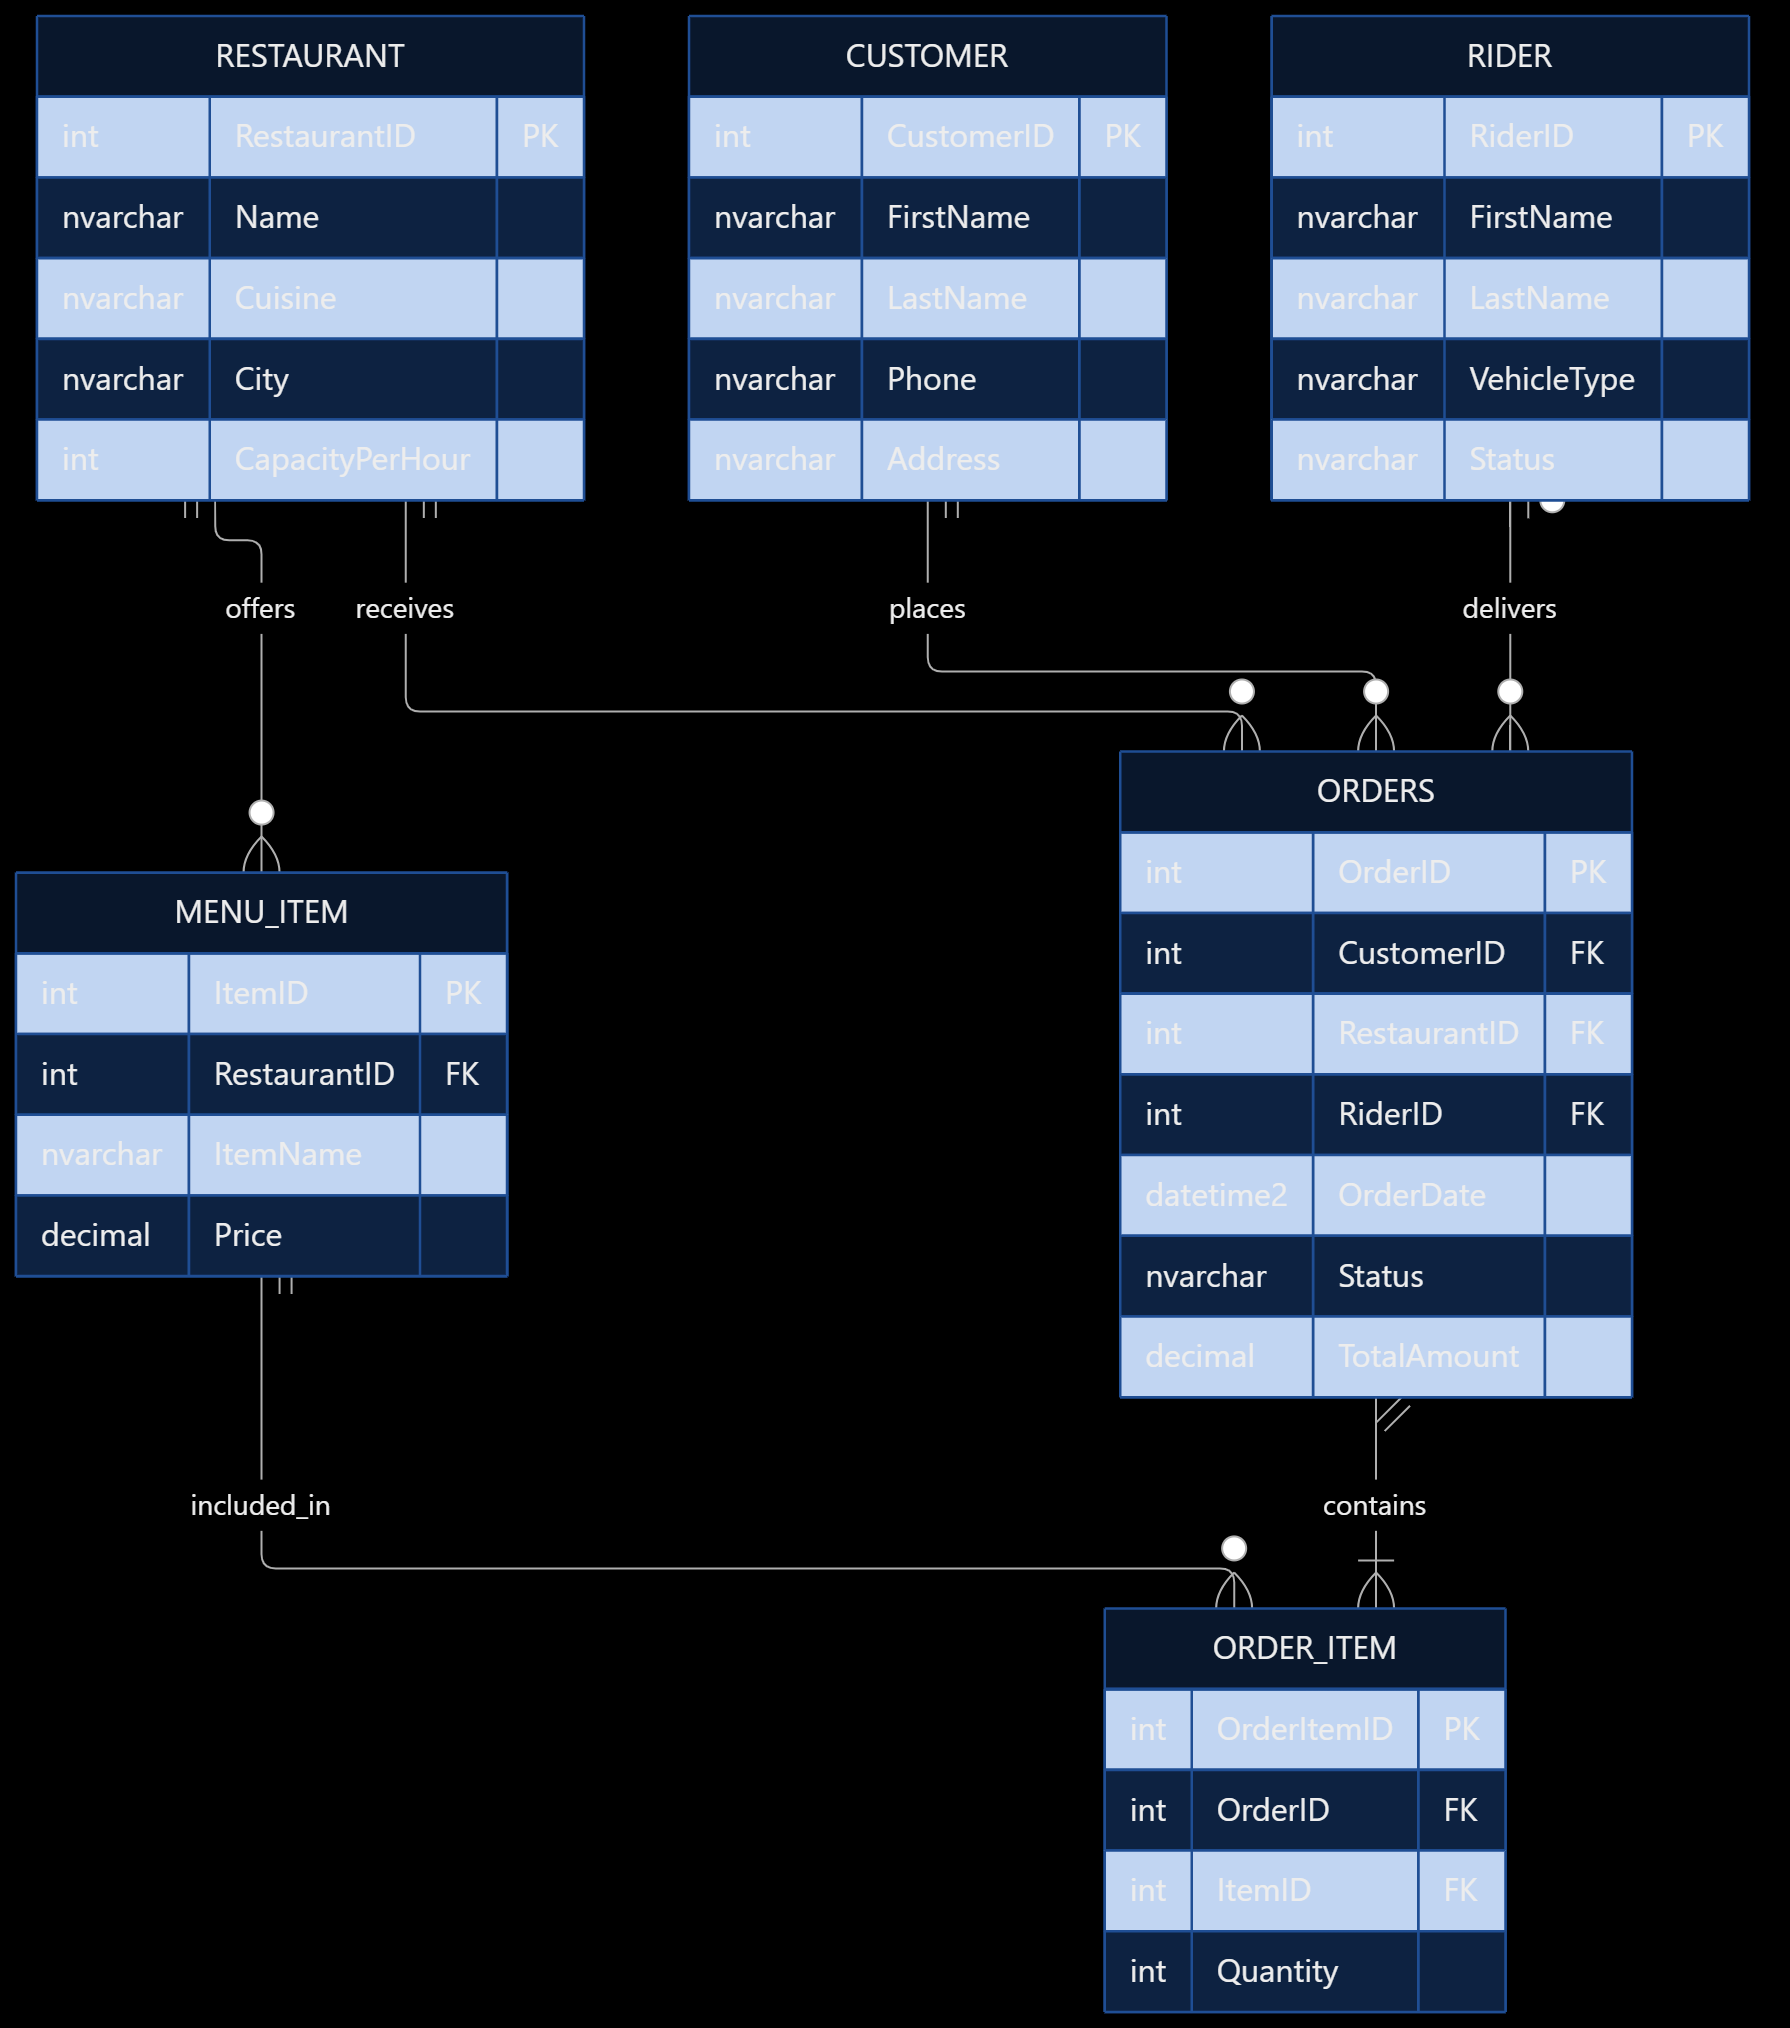 RESTAURANT
int RestaurantID PK
nvarchar Name
nvarchar Cuisine
nvarchar City
int CapacityPerHour
CUSTOMER
int CustomerID PK
nvarchar FirstName
nvarchar LastName
nvarchar Phone
nvarchar Address
RIDER
int RiderID PK
nvarchar FirstName
nvarchar LastName
nvarchar VehicleType
nvarchar Status
offers
receives
places
delivers
MENU_ITEM
int ItemID PK
int RestaurantID FK
nvarchar ItemName
decimal Price
ORDERS
int OrderID PK
int CustomerID FK
int RestaurantID FK
int RiderID FK
datetime2 OrderDate
nvarchar Status
decimal TotalAmount
included_in
contains
ORDER_ITEM
int OrderItemID PK
int OrderID FK
int ItemID FK
int Quantity